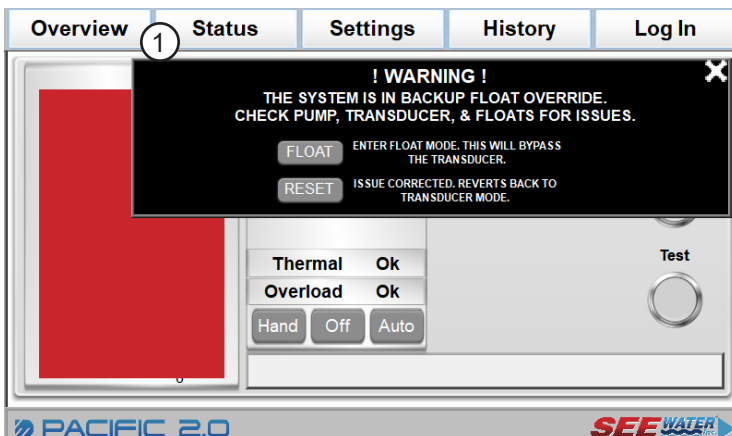 Overview Status Settings History Log In
1
! WARNING !
THE SYSTEM IS IN BACKUP FLOAT OVERRIDE.
CHECK PUMP, TRANSDUCER, & FLOATS FOR ISSUES.
FLOAT
ENTER FLOAT MODE. THIS WILL BYPASS
THE TRANSDUCER.
RESET
ISSUE CORRECTED. REVERTS BACK TO
TRANSDUCER MODE.
Test
Thermal Ok
Overload Ok
Hand Off Auto
PACIFIC 2.0
SEE WATER